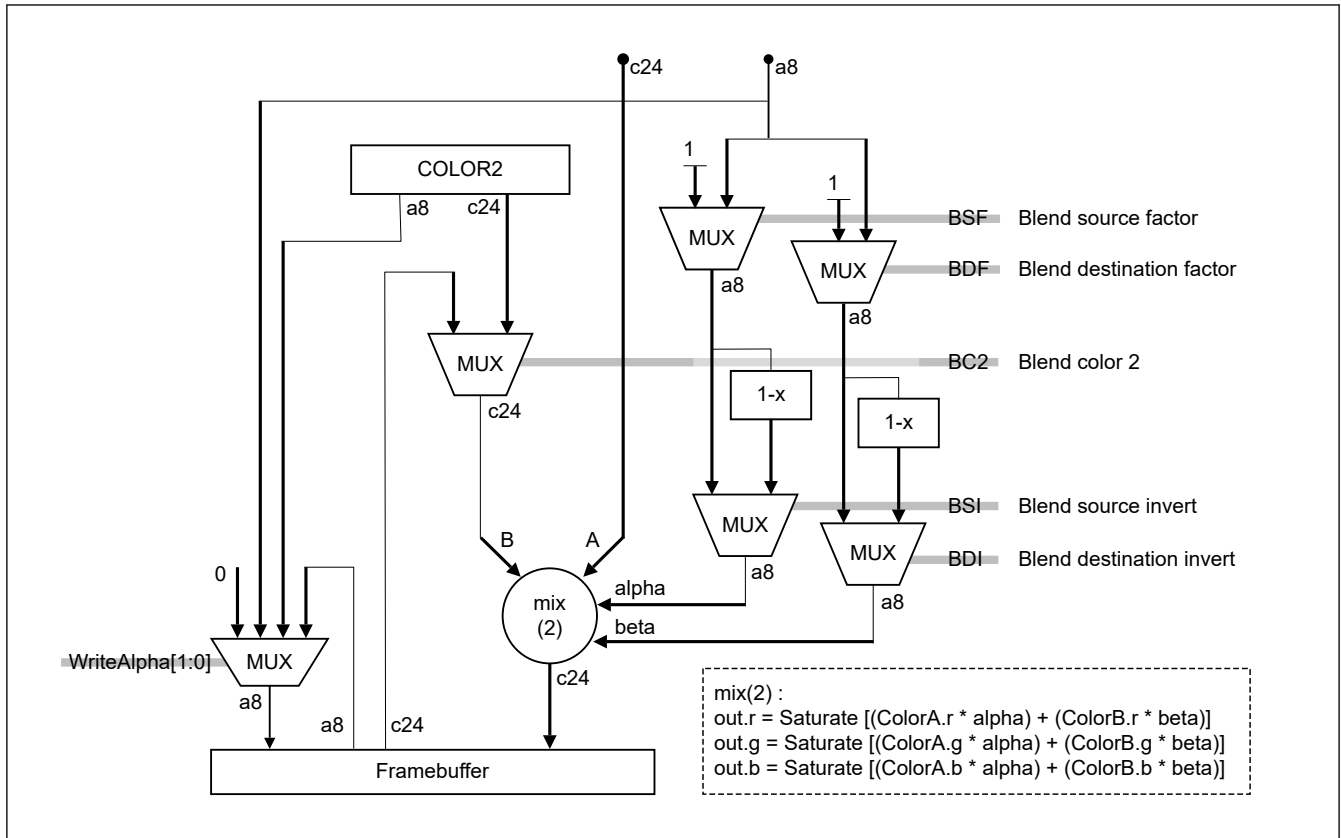 c24
a8
COLOR2
a8
c24
1
1
MUX
BSF Blend source factor
MUX
BDF Blend destination factor
a8
a8
MUX
BC2 Blend color 2
c24
1-x
1-x
MUX
BSI Blend source invert
MUX
BDI Blend destination invert
a8
a8
B
A
alpha
beta
mix
(2)
c24
0
WriteAlpha[1:0]
MUX
a8
a8
c24
Framebuffer
mix(2) :
out.r = Saturate [(ColorA.r * alpha) + (ColorB.r * beta)]
out.g = Saturate [(ColorA.g * alpha) + (ColorB.g * beta)]
out.b = Saturate [(ColorA.b * alpha) + (ColorB.b * beta)]